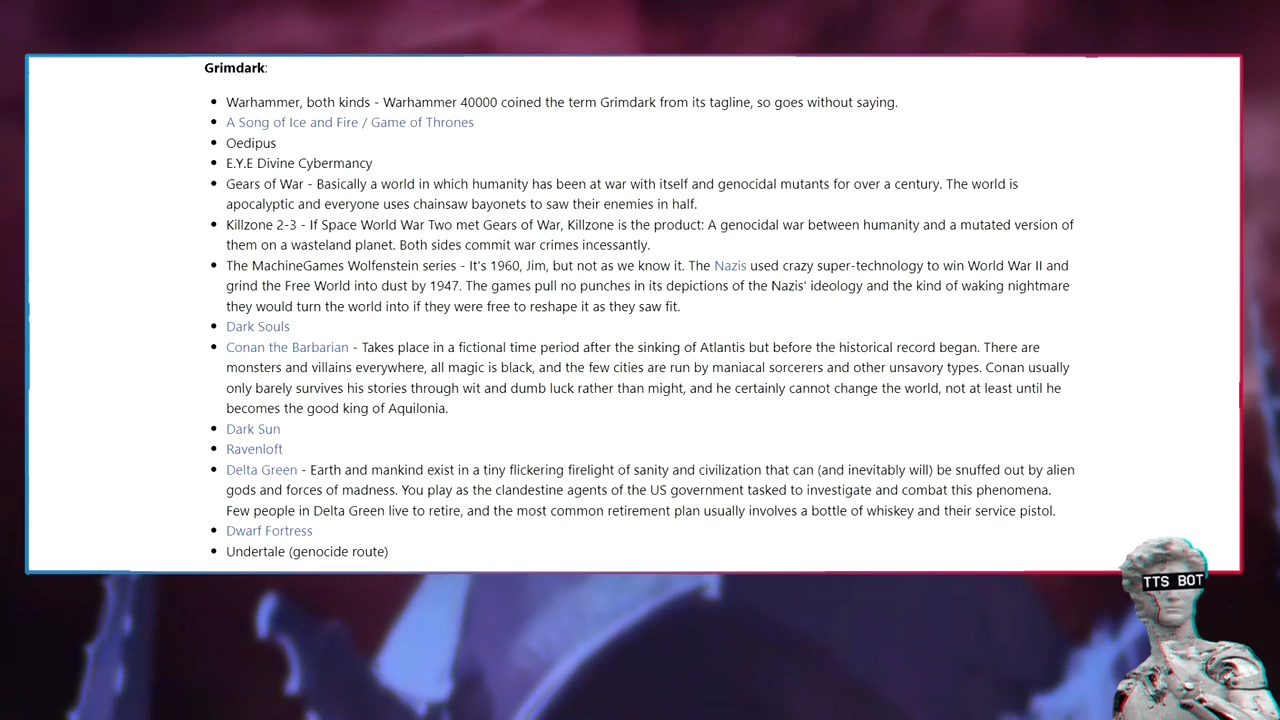 Grimdark:
Warhammer, both kinds - Warhammer 40000 coined the term Grimdark from its tagline, so goes without saying.
A Song of Ice and Fire / Game of Thrones
Oedipus
E.Y.E Divine Cybermancy
Gears of War - Basically a world in which humanity has been at war with itself and genocidal mutants for over a century. The world is
apocalyptic and everyone uses chainsaw bayonets to saw their enemies in half.
Killzone 2-3 - If Space World War Two met Gears of War, Killzone is the product: A genocidal war between humanity and a mutated version of
them on a wasteland planet. Both sides commit war crimes incessantly.
The MachineGames Wolfenstein series - It's 1960, Jim, but not as we know it. The Nazis used crazy super-technology to win World War II and
grind the Free World into dust by 1947. The games pull no punches in its depictions of the Nazis' ideology and the kind of waking nightmare
they would turn the world into if they were free to reshape it as they saw fit.
Dark Souls
Conan the Barbarian - Takes place in a fictional time period after the sinking of Atlantis but before the historical record began. There are
monsters and villains everywhere, all magic is black, and the few cities are run by maniacal sorcerers and other unsavory types. Conan usually
only barely survives his stories through wit and dumb luck rather than might, and he certainly cannot change the world, not at least until he
becomes the good king of Aquilonia.
Dark Sun
Ravenloft
Delta Green - Earth and mankind exist in a tiny flickering firelight of sanity and civilization that can (and inevitably will) be snuffed out by alien
gods and forces of madness. You play as the clandestine agents of the US government tasked to investigate and combat this phenomena.
Few people in Delta Green live to retire, and the most common retirement plan usually involves a bottle of whiskey and their service pistol.
Dwarf Fortress
Undertale (genocide route)
TTS BOT